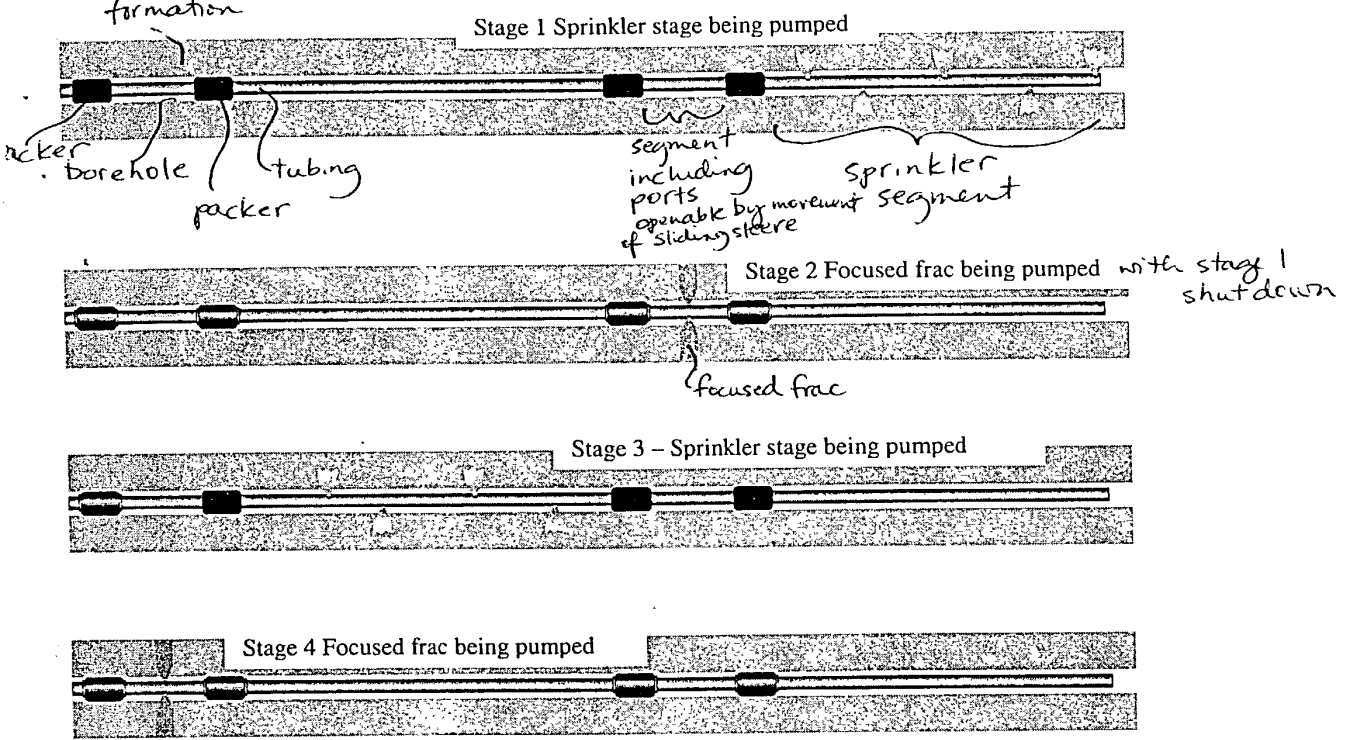 formation
Stage 1 Sprinkler stage being pumped
borehole
packer
tubing
segment
including
ports
openable by movement
of sliding sleeve
sprinkler
segment
Stage 2 Focused frac being pumped with stage 1
shutdown
focused frac
Stage 3 – Sprinkler stage being pumped
Stage 4 Focused frac being pumped